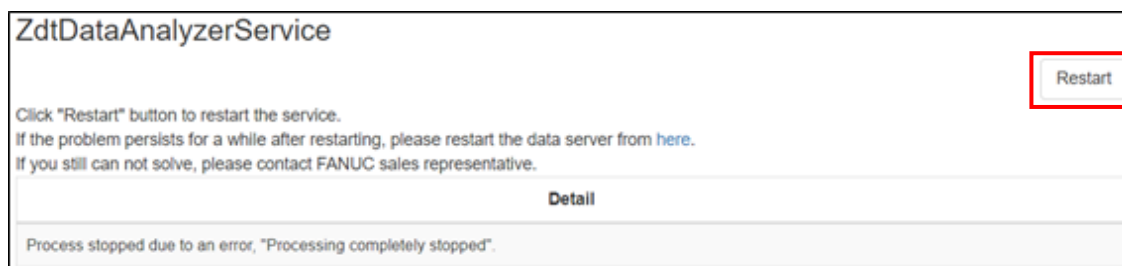 ZdtDataAnalyzerService
Restart
Click "Restart" button to restart the service.
If the problem persists for a while after restarting, please restart the data server from here.
If you still can not solve, please contact FANUC sales representative.
Detail
Process stopped due to an error, "Processing completely stopped".